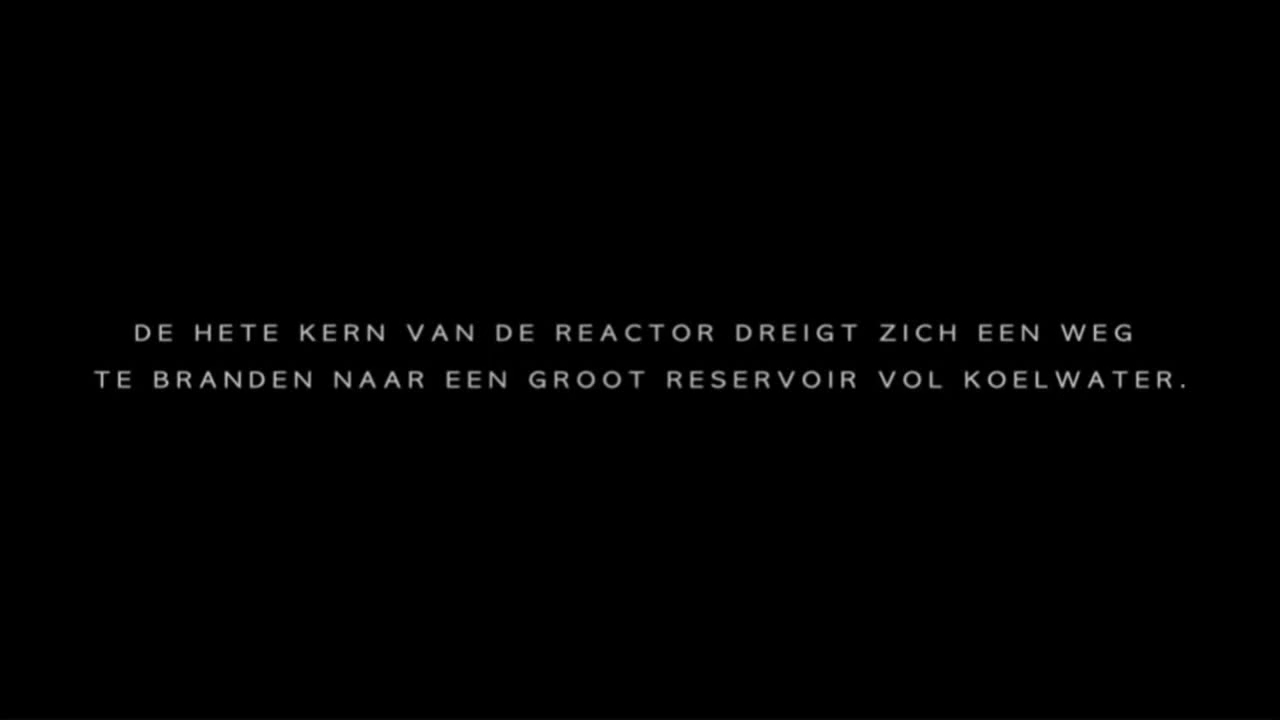 DE HETE KERN VAN DE REACTOR DREIGT ZICH EEN WEG
TE BRANDEN NAAR EEN GROOT RESERVOIR VOL KOELWATER.